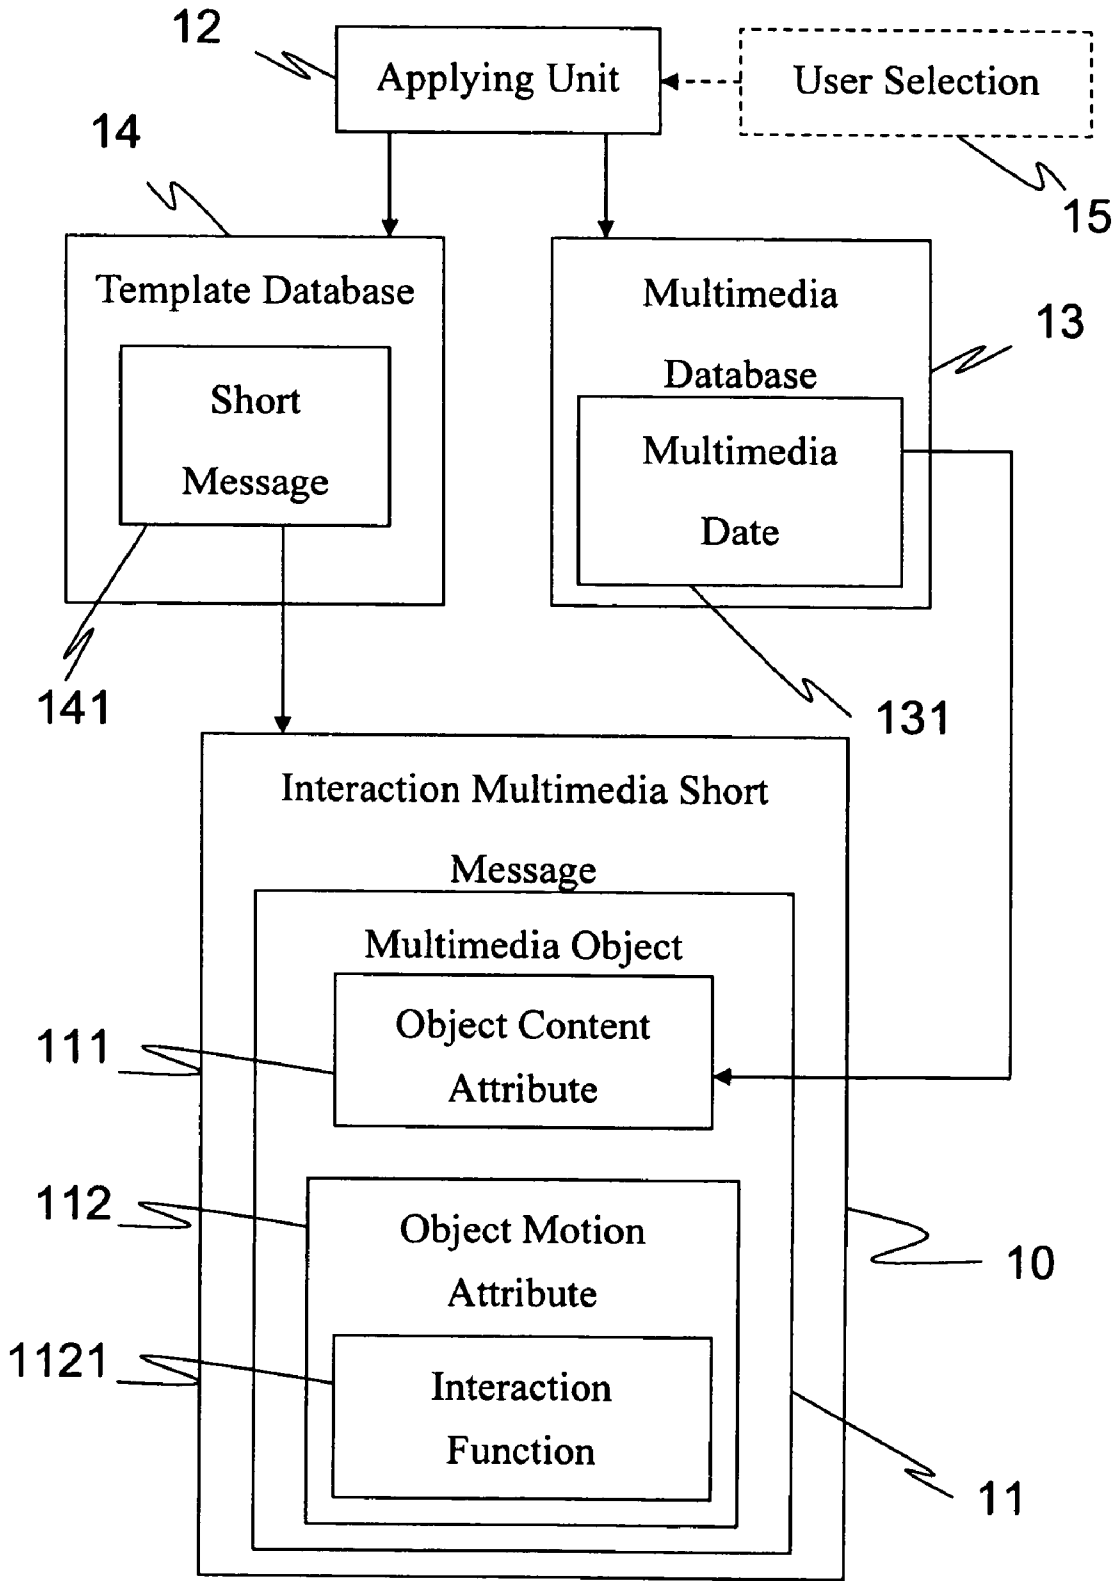 12
Applying Unit
User Selection
14
15
Template Database
Multimedia
Database
13
Short
Message
Multimedia
Date
141
131
Interaction Multimedia Short
Message
Multimedia Object
111
Object Content
Attribute
112
Object Motion
Attribute
10
1121
Interaction
Function
11